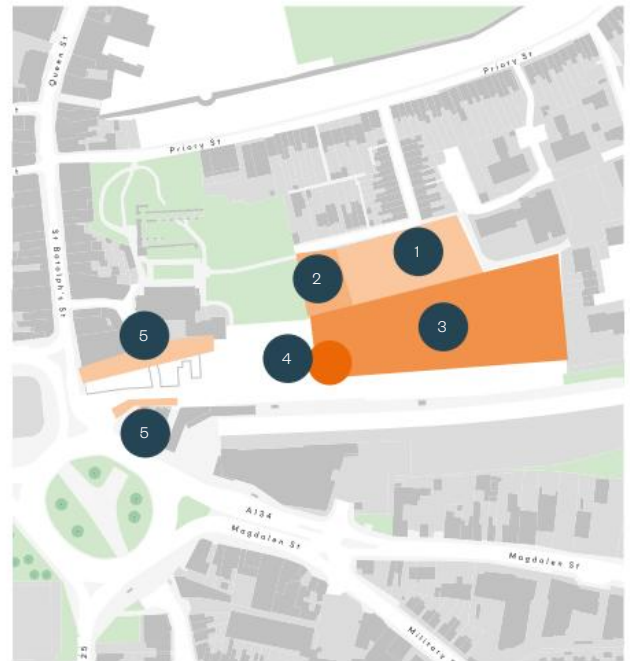 Queen St
Priory St
Priory St
St Botolph's St
1
2
3
4
5
5
A134
Magdalen St
Magdalen St
Military
25